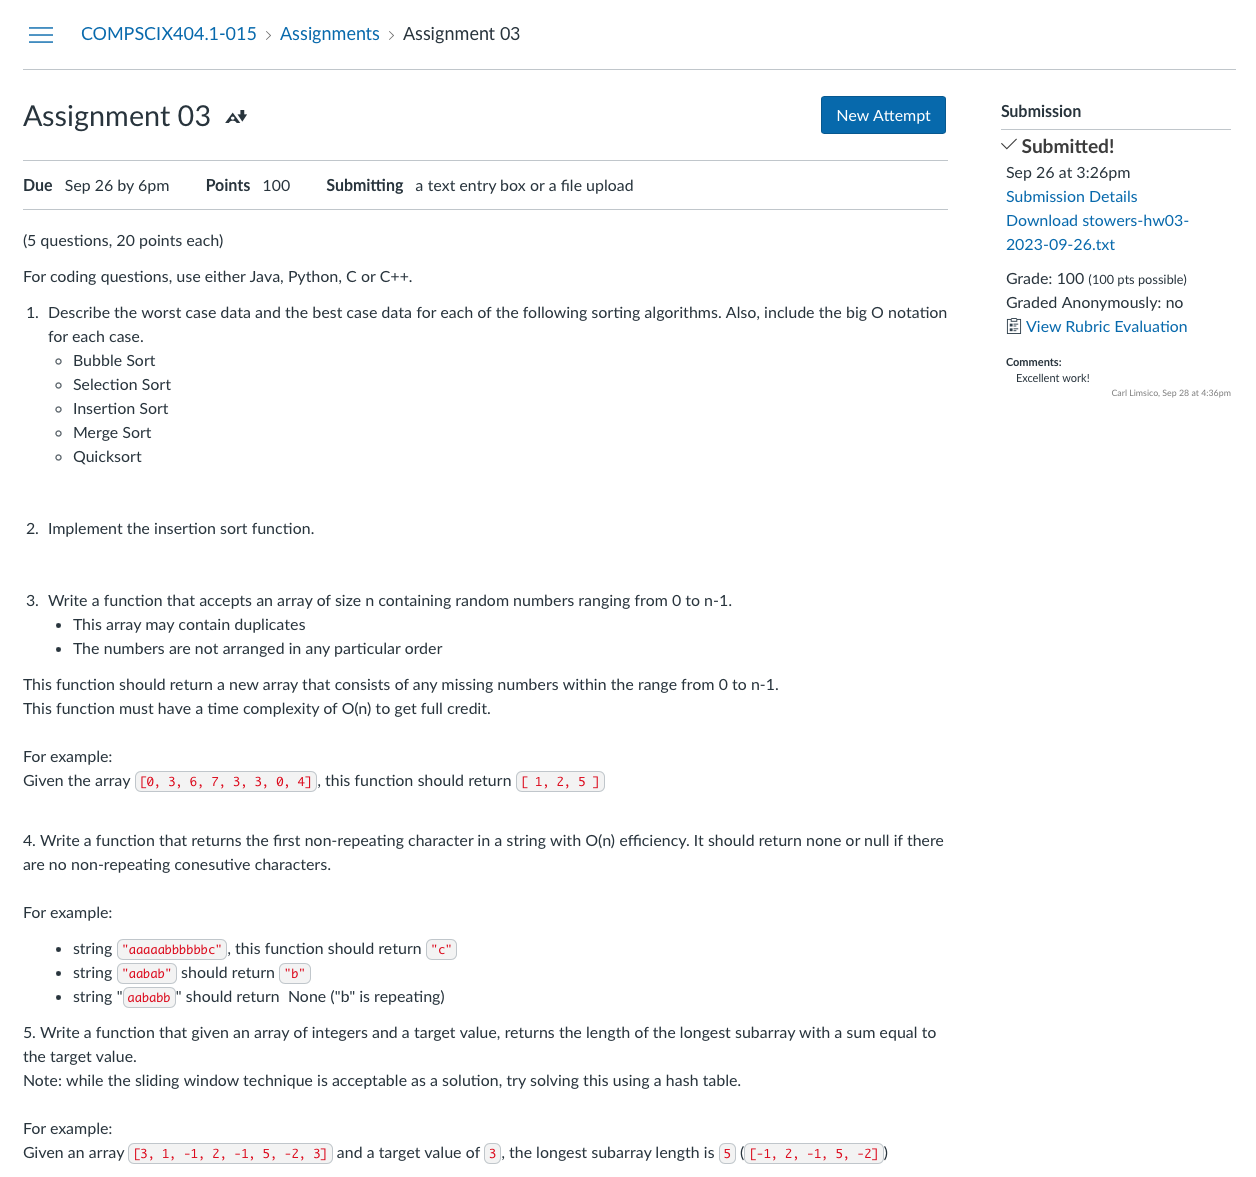 COMPSCIX404.1-015 > Assignments > Assignment 03
Assignment 03
New Attempt
Due Sep 26 by 6pm Points 100 Submitting a text entry box or a file upload
(5 questions, 20 points each)
For coding questions, use either Java, Python, C or C++.
1. Describe the worst case data and the best case data for each of the following sorting algorithms. Also, include the big O notation
for each case.
Bubble Sort
Selection Sort
Insertion Sort
Merge Sort
Quicksort
2. Implement the insertion sort function.
3. Write a function that accepts an array of size n containing random numbers ranging from 0 to n-1.
This array may contain duplicates
The numbers are not arranged in any particular order
This function should return a new array that consists of any missing numbers within the range from 0 to n-1.
This function must have a time complexity of O(n) to get full credit.
For example:
Given the array [0, 3, 6, 7, 3, 3, 0, 4], this function should return [ 1, 2, 5 ]
4. Write a function that returns the first non-repeating character in a string with O(n) efficiency. It should return none or null if there
are no non-repeating conesutive characters.
For example:
string "aaaaabbbbbbc", this function should return "c"
string "aabab" should return "b"
string "aababb" should return None ("b" is repeating)
5. Write a function that given an array of integers and a target value, returns the length of the longest subarray with a sum equal to
the target value.
Note: while the sliding window technique is acceptable as a solution, try solving this using a hash table.
For example:
Given an array [3, 1, -1, 2, -1, 5, -2, 3] and a target value of 3, the longest subarray length is 5 ([-1, 2, -1, 5, -2])
Submission
Submitted!
Sep 26 at 3:26pm
Submission Details
Download stowers-hw03-
2023-09-26.txt
Grade: 100 (100 pts possible)
Graded Anonymously: no
View Rubric Evaluation
Comments:
Excellent work!
Carl Limsico, Sep 28 at 4:36pm